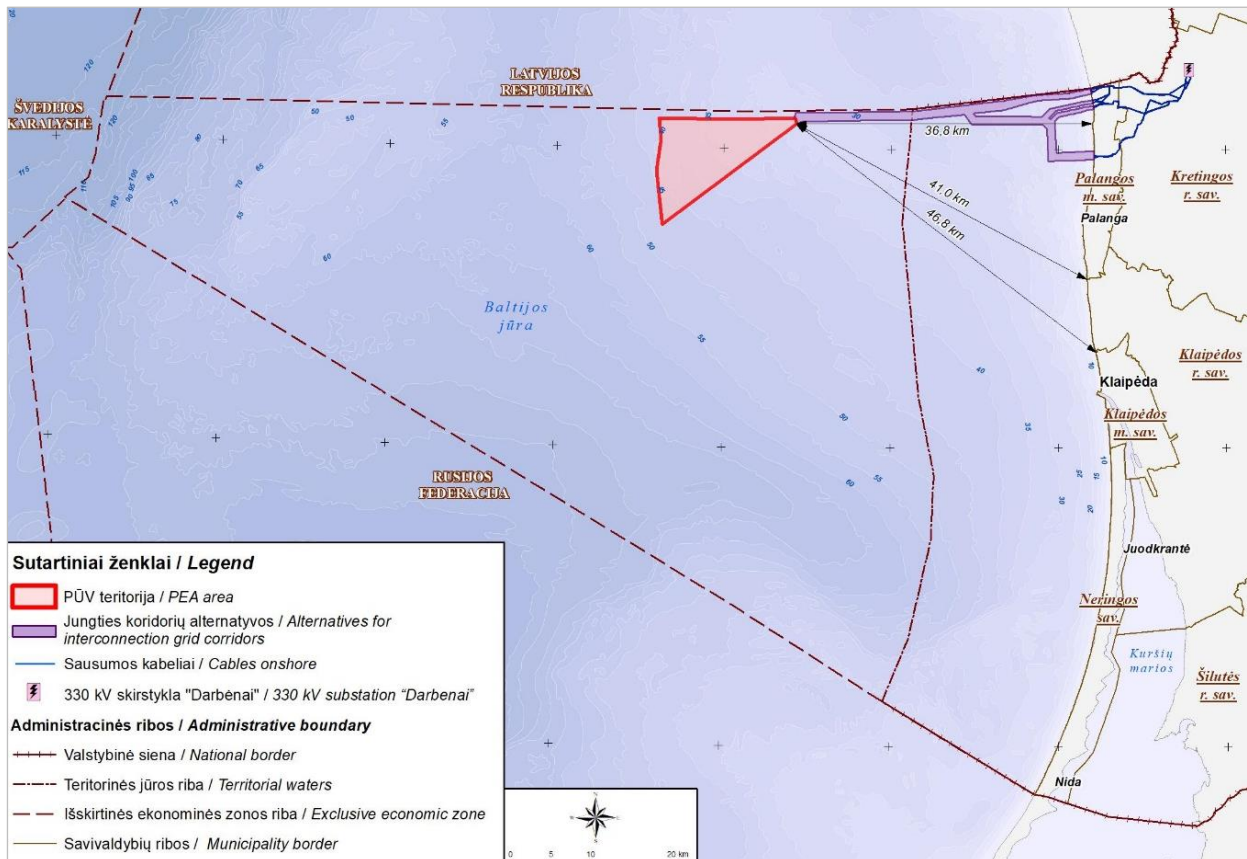 LATVIJOS
RESPUBLIKA
ŠVEDIJOS
KARALYSTĖ
36,8 km
41,0 km
46,8 km
Palangos
m. sav.
Palanga
Kretingos
r. sav.
Baltijos
jūra
Klaipėdos
r. sav.
Klaipėda
Klaipėdos
m. sav.
RUSIJOS
FEDERACIJA
Juodkrantė
Neringos
sav.
Kuršių
marios
Šilutės
r. sav.
Nida
Sutartiniai ženklai / Legend
PŪV teritorija / PEA area
Jungties koridorių alternatyvos / Alternatives for
interconnection grid corridors
Sausumos kabeliai / Cables onshore
330 kV skirstykla "Darbėnai" / 330 kV substation “Darbenai”
Administracinės ribos / Administrative boundary
Valstybinė siena / National border
Teritorinės jūros riba / Territorial waters
Išskirtinės ekonominės zonos riba / Exclusive economic zone
Savivaldybių ribos / Municipality border
0 5 10 20 km